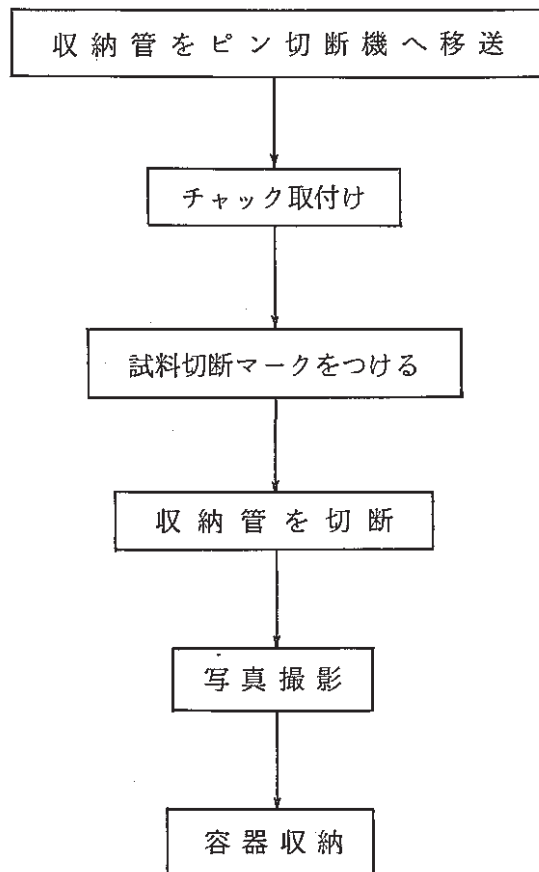 収納管をピン切断機へ移送
チャック取付け
試料切断マークをつける
収納管を切断
写真撮影
容器収納